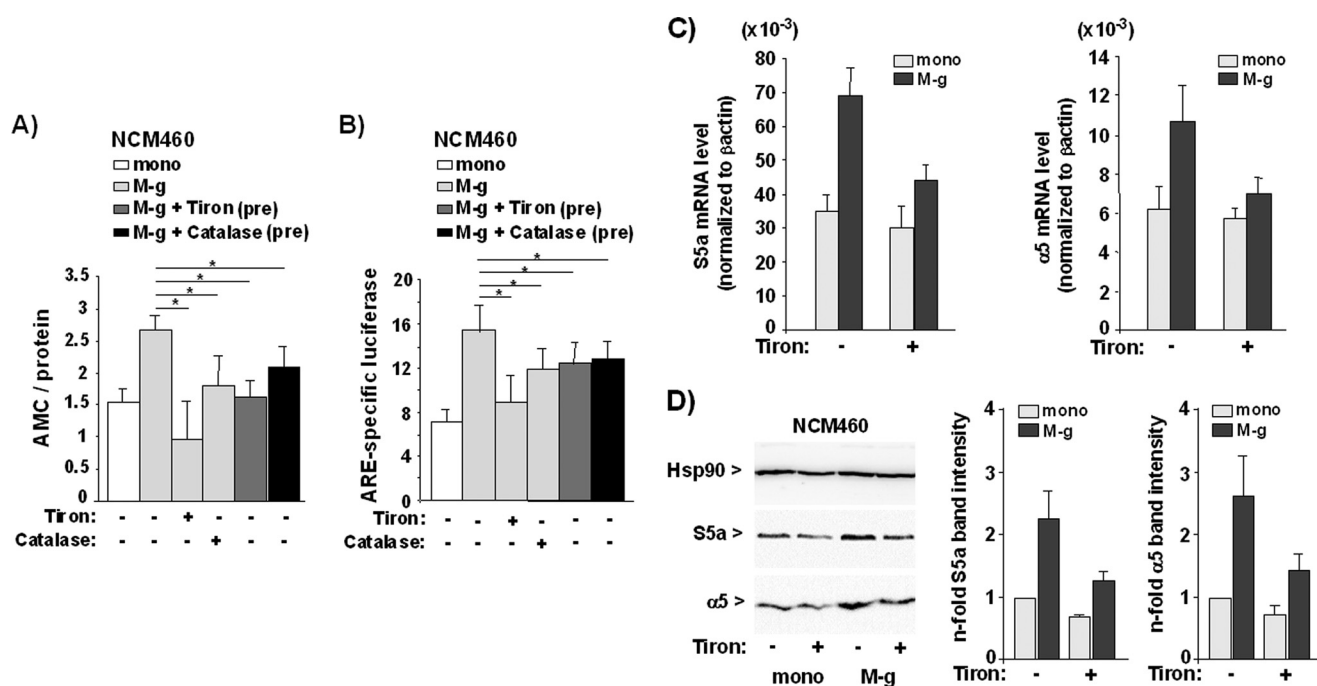 A)
NCM460
mono
M-g
M-g + Tiron (pre)
M-g + Catalase (pre)
AMC / protein
3.5
3
2.5
2
1.5
1
0.5
0
* * * *
Tiron: - - + - - -
Catalase: - - - + - -
B)
NCM460
mono
M-g
M-g + Tiron (pre)
M-g + Catalase (pre)
ARE-specific luciferase
20
16
12
8
4
0
* * * *
Tiron: - - + - - -
Catalase: - - - + - -
C)
(x10⁻³)
S5a mRNA level
(normalized to βactin)
80
70
60
50
40
30
20
10
0
mono
M-g
Tiron: - +
(x10⁻³)
α5 mRNA level
(normalized to βactin)
14
12
10
8
6
4
2
0
mono
M-g
Tiron: - +
D)
NCM460
Hsp90 >
S5a >
α5 >
Tiron: - + - +
mono M-g
n-fold S5a band intensity
4
3
2
1
0
mono
M-g
Tiron: - +
n-fold α5 band intensity
4
3
2
1
0
mono
M-g
Tiron: - +